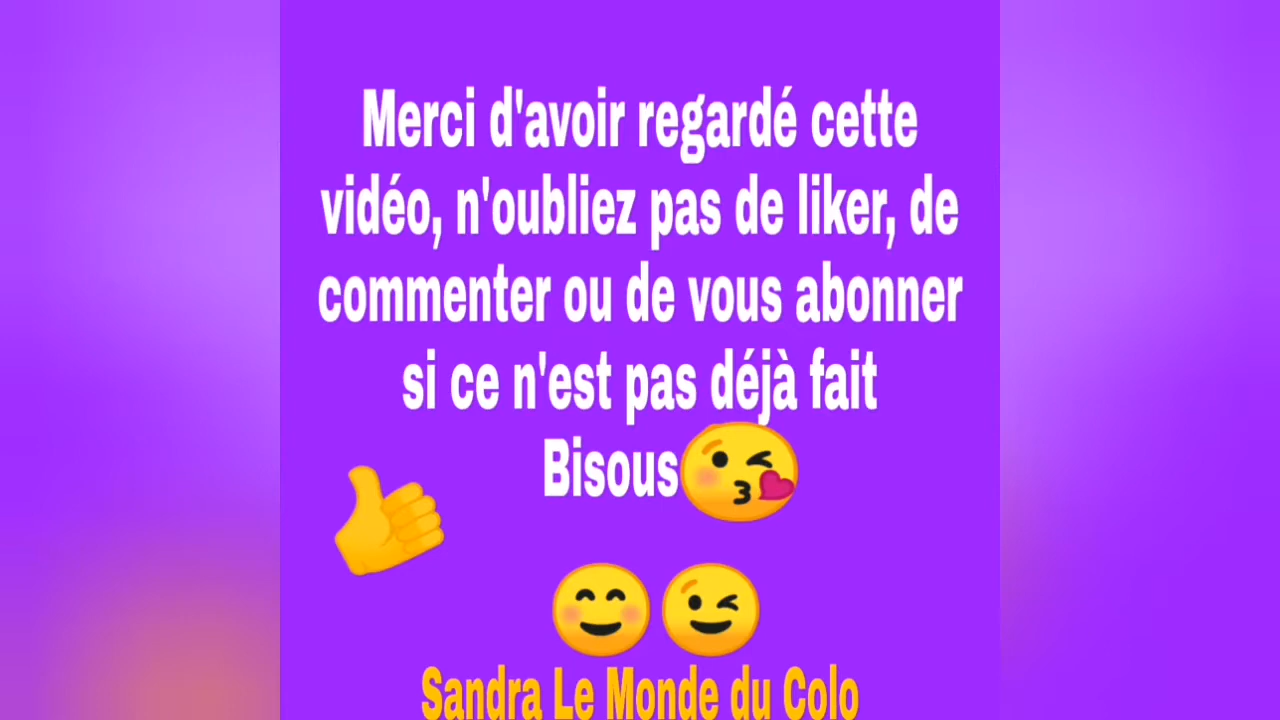 Merci d'avoir regardé cette
vidéo, n'oubliez pas de liker, de
commenter ou de vous abonner
si ce n'est pas déjà fait
Bisous😘
Sandra Le Monde du Colo